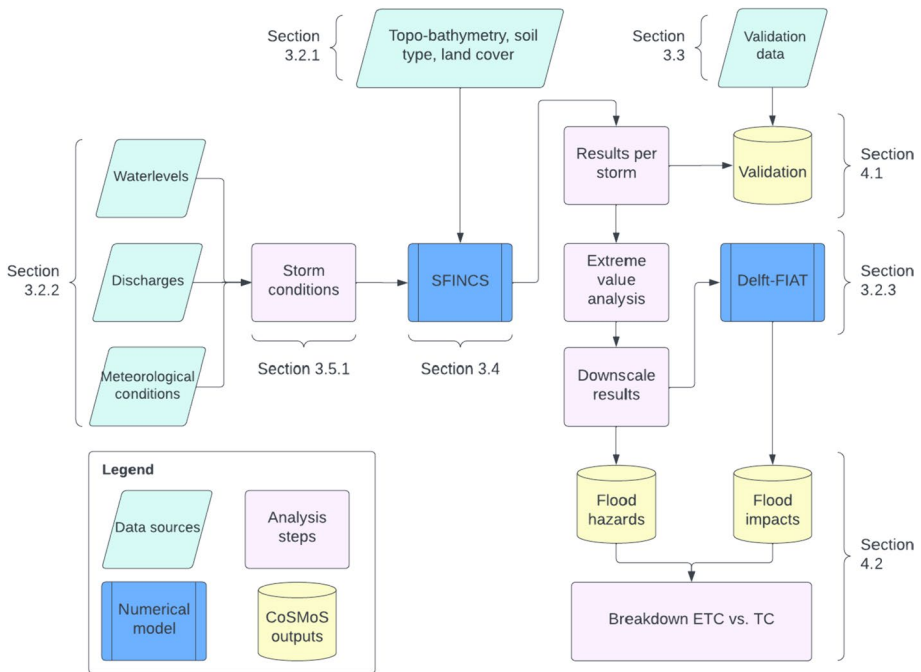 Section
3.2.1
Topo-bathymetry, soil
type, land cover
Section
3.3
Validation
data
Section
3.2.2
Waterlevels
Discharges
Meteorological
conditions
Storm
conditions
Section 3.5.1
SFINCS
Section 3.4
Results per
storm
Validation
Section
4.1
Extreme
value
analysis
Delft-FIAT
Section
3.2.3
Downscale
results
Flood
hazards
Flood
impacts
Section
4.2
Breakdown ETC vs. TC
Legend
Data sources
Analysis
steps
Numerical
model
CoSMoS
outputs